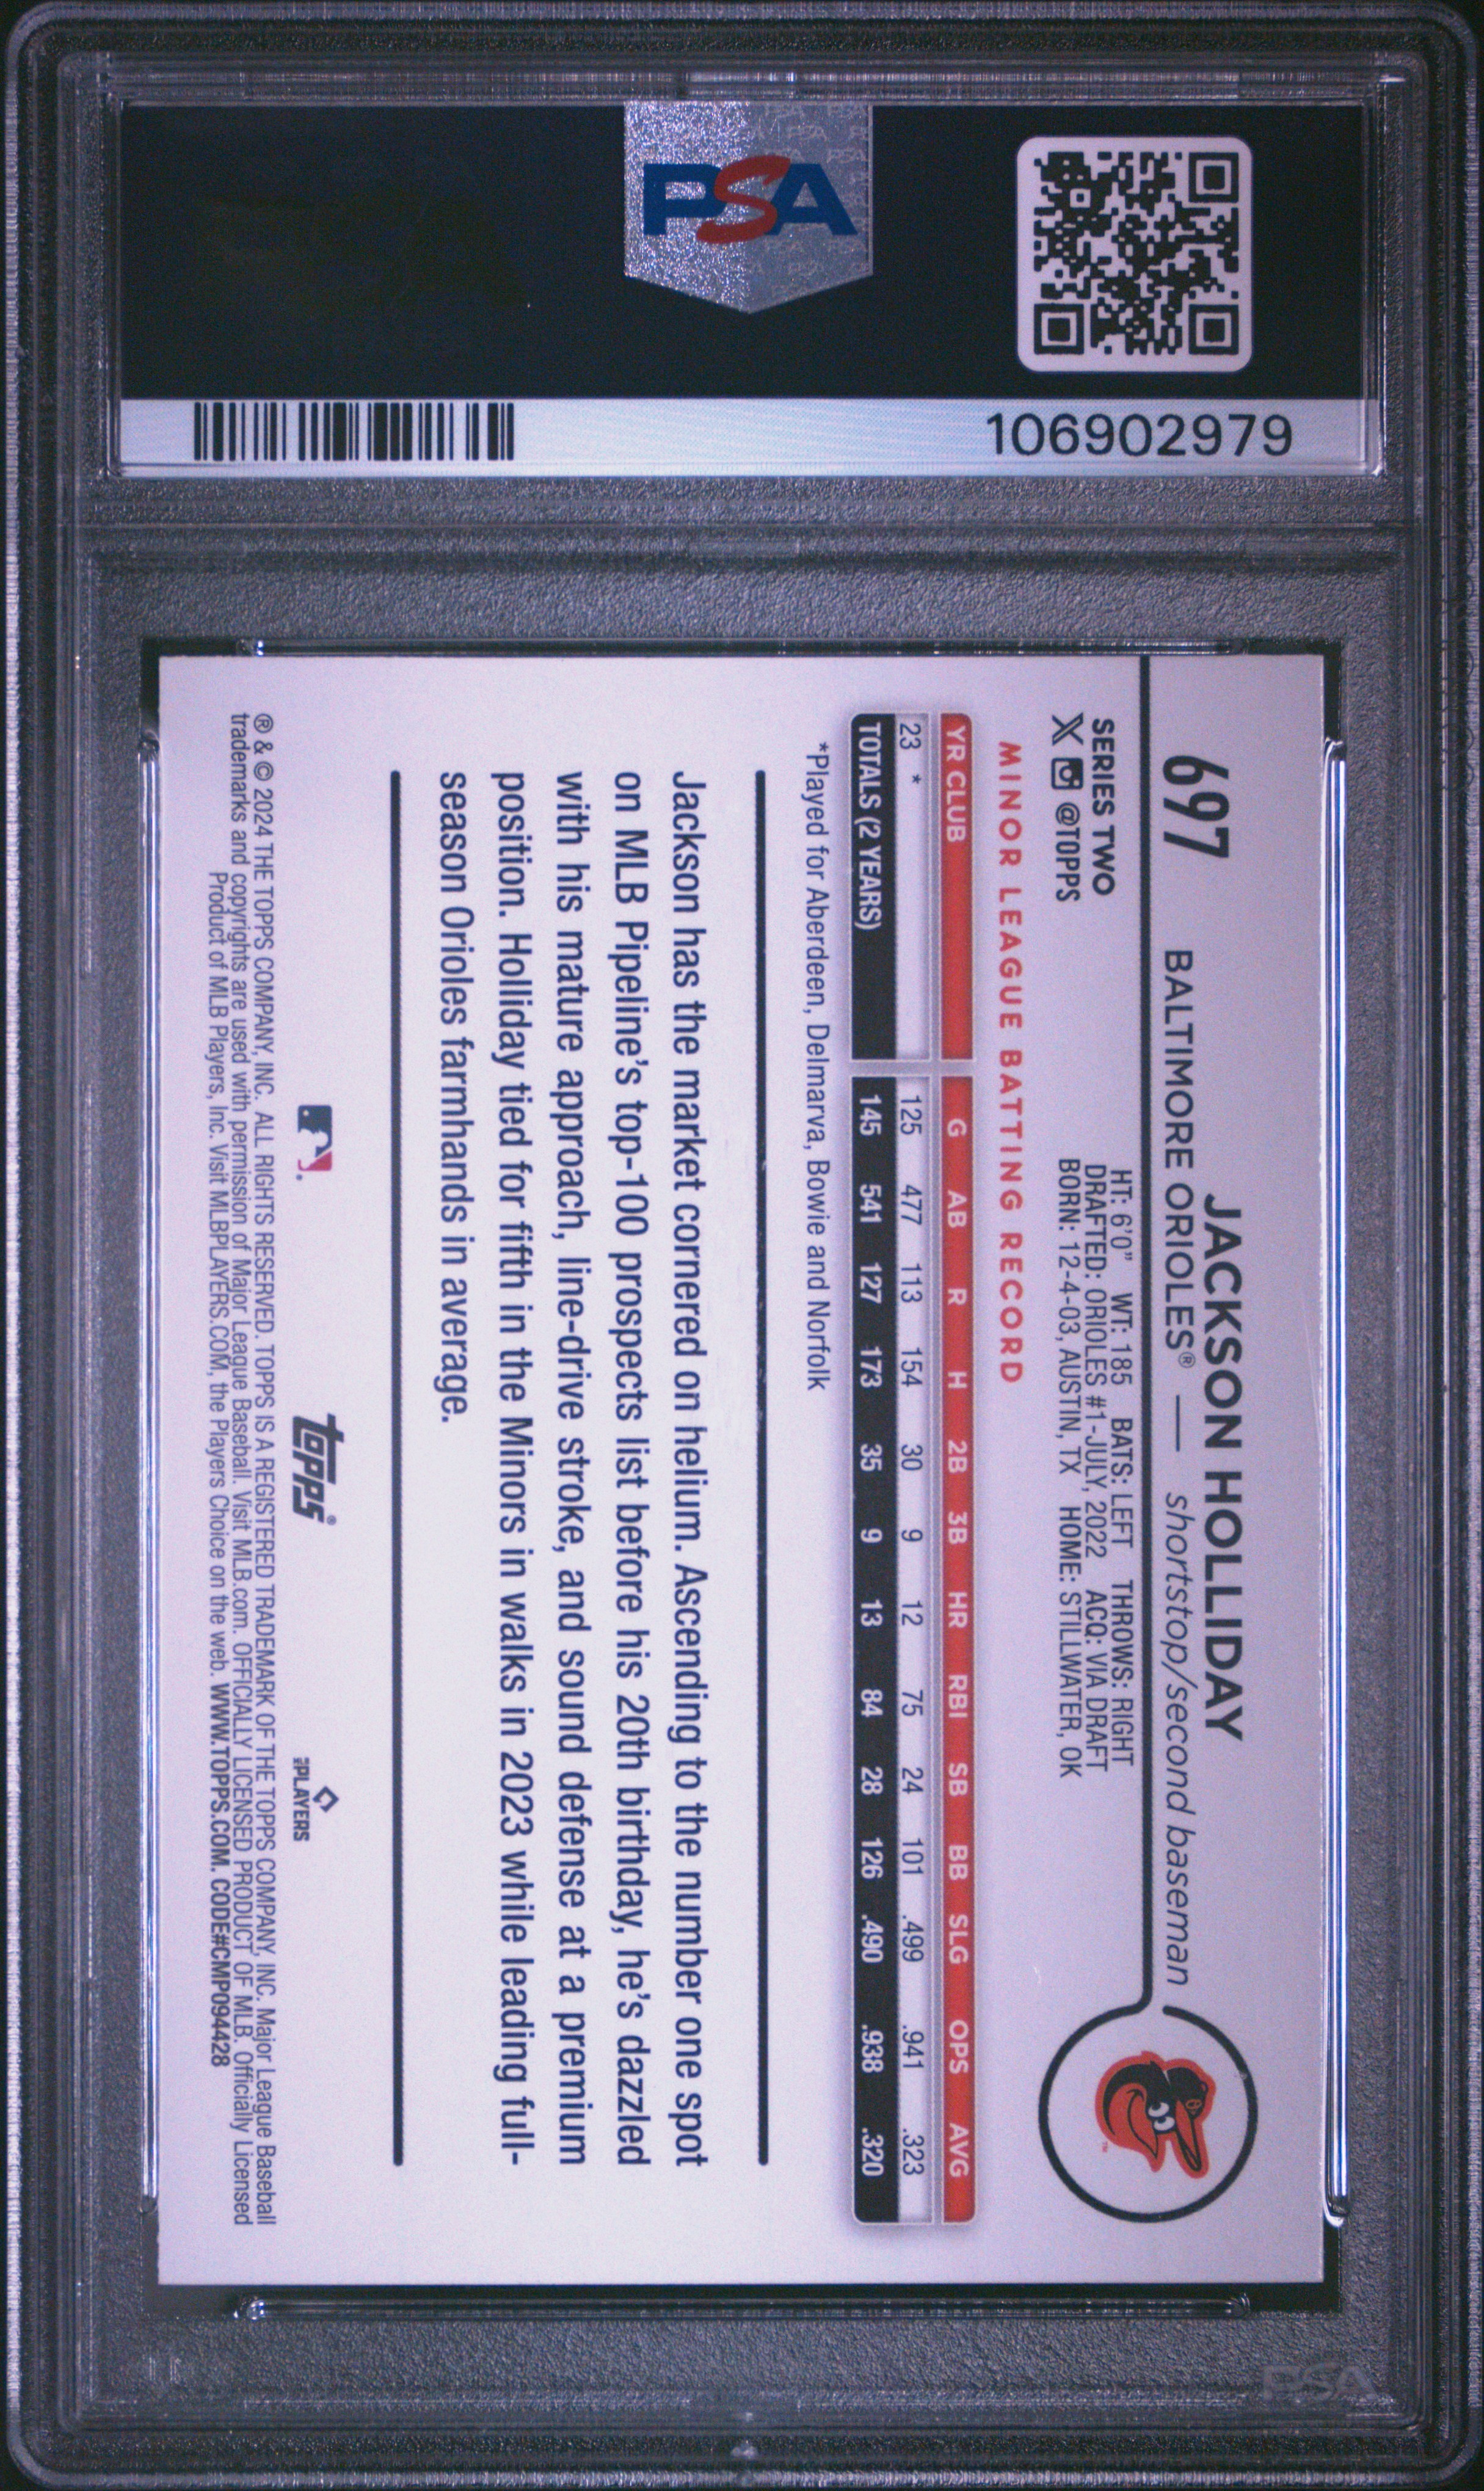 PSA
106902979
697
JACKSON HOLLIDAY
BALTIMORE ORIOLES® — shortstop/second baseman
SERIES TWO
X @TOPPS
HT: 6'0" WT: 185 BATS: LEFT THROWS: RIGHT
DRAFTED: ORIOLES #1-JULY, 2022 ACQ: VIA DRAFT
BORN: 12-4-03, AUSTIN, TX HOME: STILLWATER, OK
MINOR LEAGUE BATTING RECORD
YR CLUB G AB R H 2B 3B HR RBI SB BB SLG OPS AVG
23 * 125 477 113 154 30 9 12 75 24 101 .499 .941 .323
TOTALS (2 YEARS) 145 541 127 173 35 9 13 84 28 126 .490 .938 .320
*Played for Aberdeen, Delmarva, Bowie and Norfolk
Jackson has the market cornered on helium. Ascending to the number one spot
on MLB Pipeline's top-100 prospects list before his 20th birthday, he's dazzled
with his mature approach, line-drive stroke, and sound defense at a premium
position. Holliday tied for fifth in the Minors in walks in 2023 while leading full-
season Orioles farmhands in average.
topps®
PLAYERS
® & © 2024 THE TOPPS COMPANY, INC. ALL RIGHTS RESERVED. TOPPS IS A REGISTERED TRADEMARK OF THE TOPPS COMPANY, INC. Major League Baseball
trademarks and copyrights are used with permission of Major League Baseball. Visit MLB.com. OFFICIALLY LICENSED PRODUCT OF MLB. Officially Licensed
Product of MLB Players, Inc. Visit MLBPLAYERS.COM, the Players Choice on the web. WWW.TOPPS.COM. CODE#CMP094428
PSA